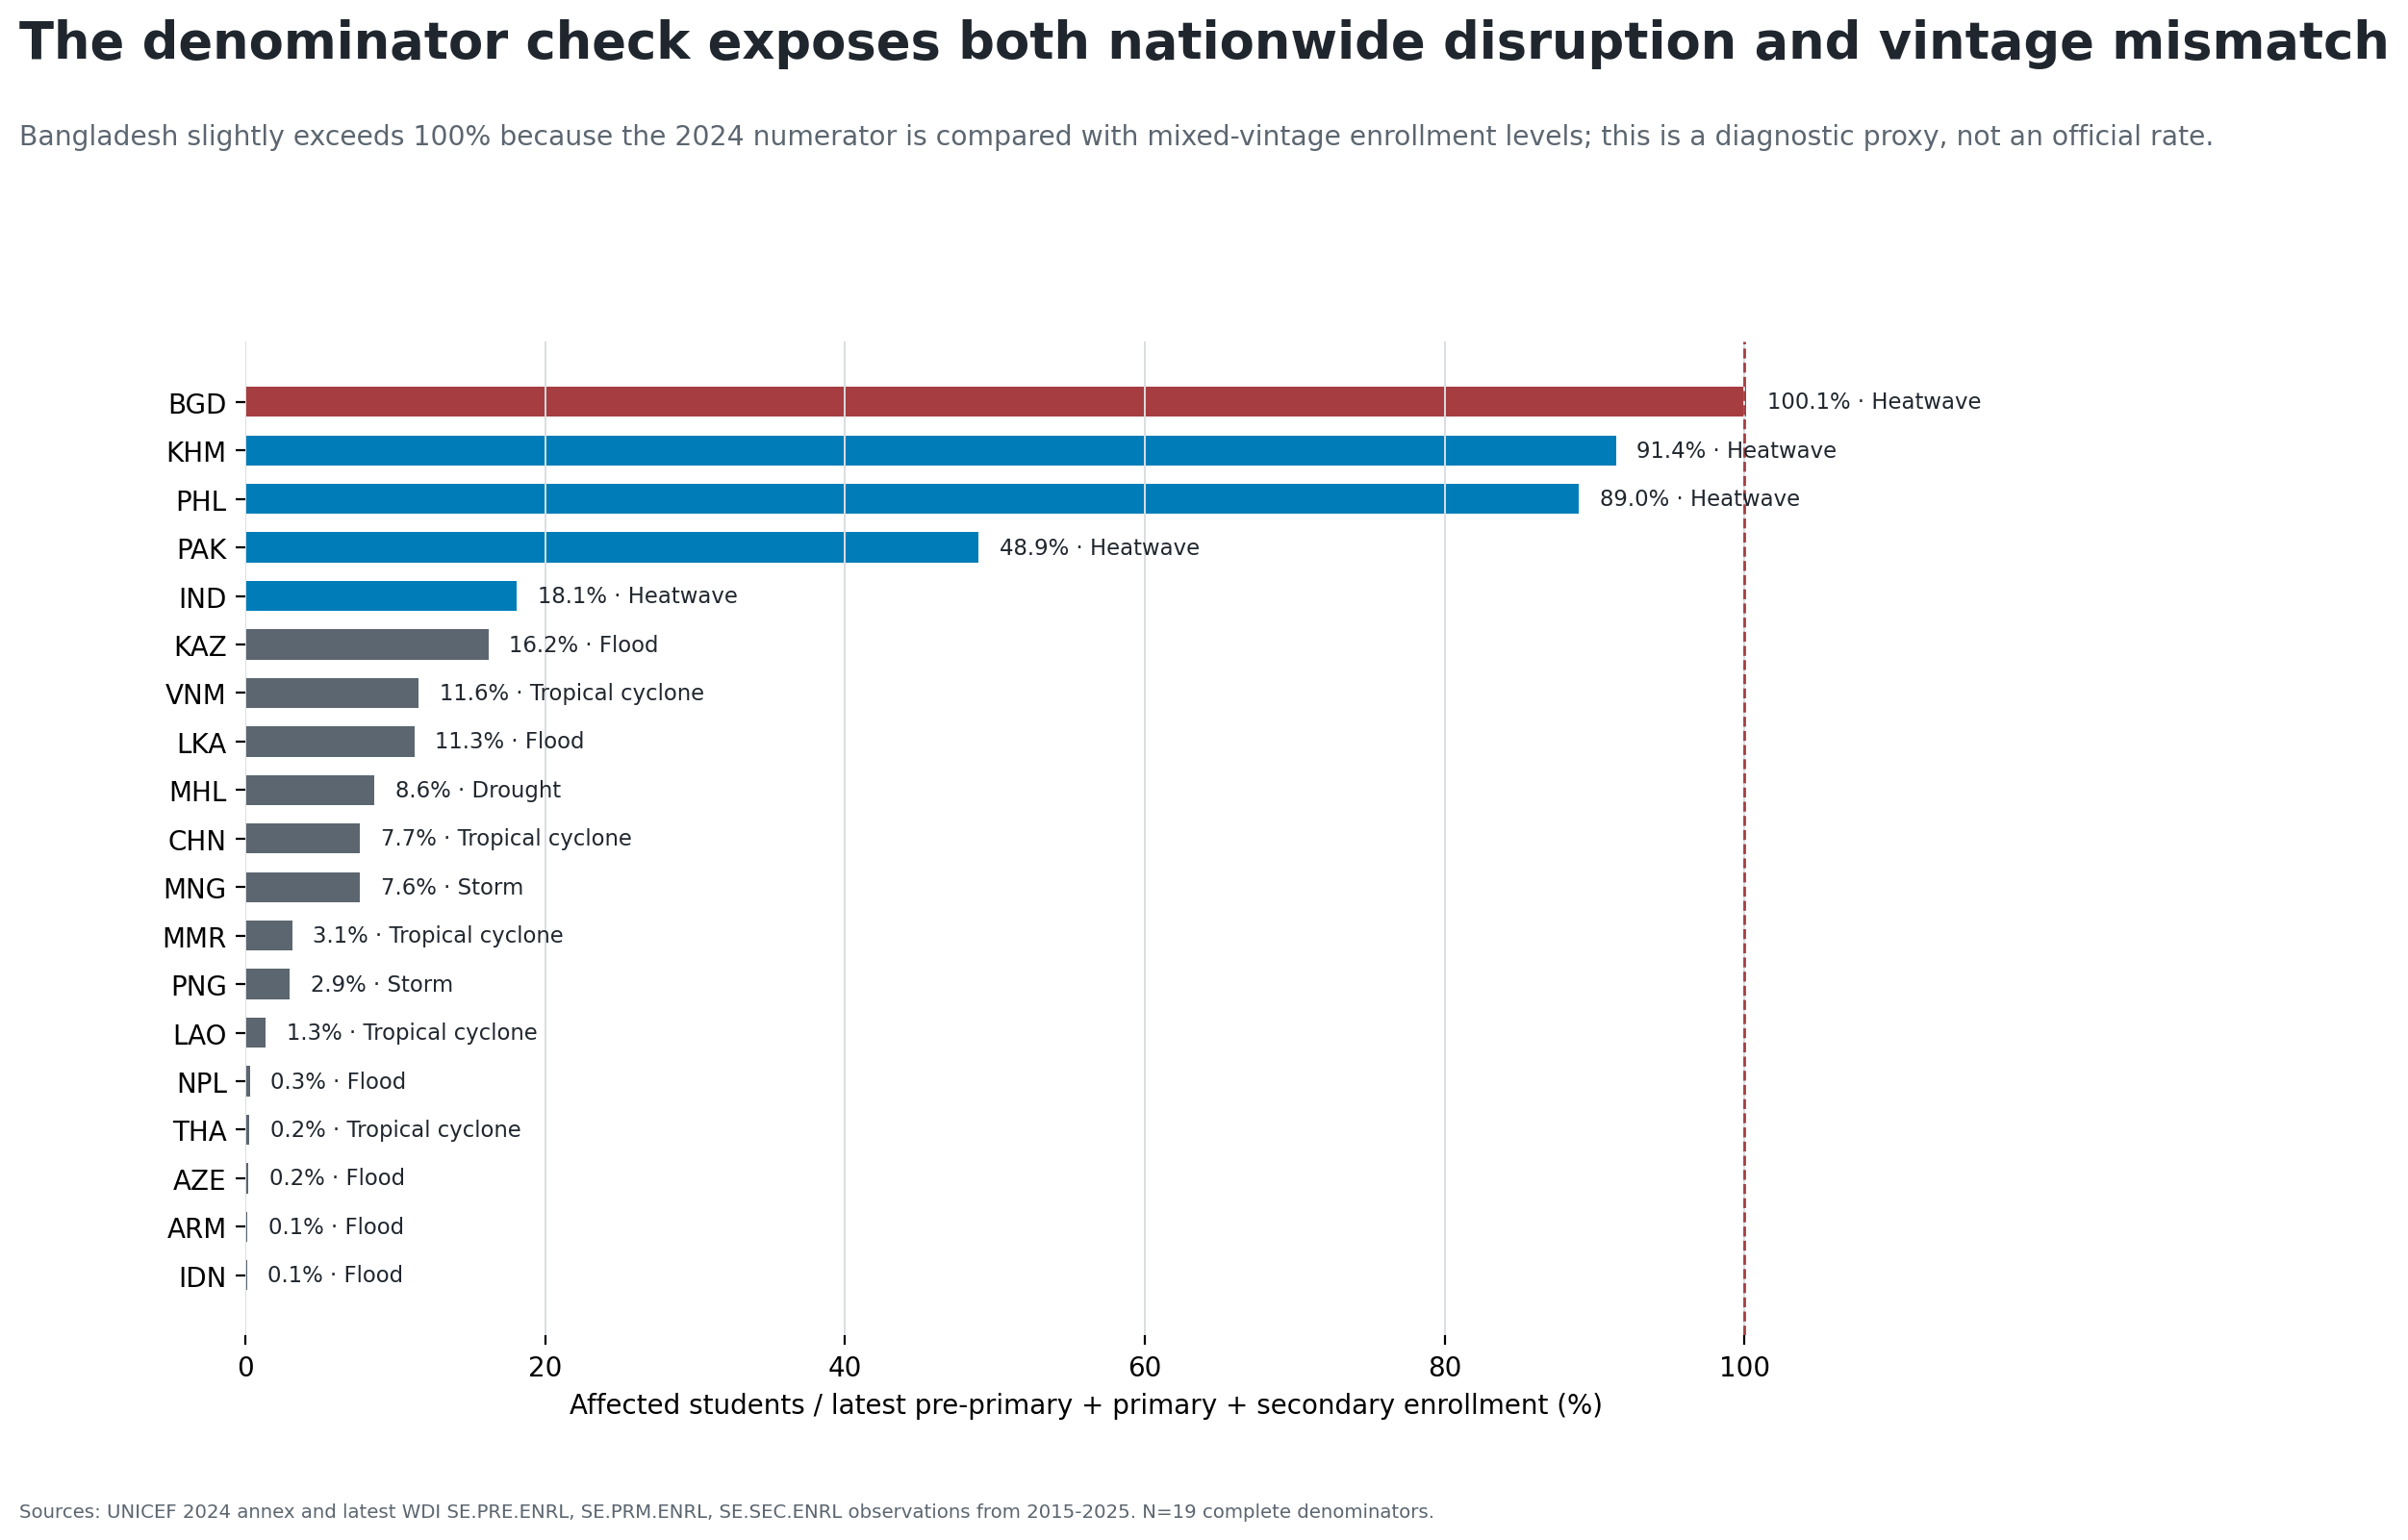 The denominator check exposes both nationwide disruption and vintage mismatch
Bangladesh slightly exceeds 100% because the 2024 numerator is compared with mixed-vintage enrollment levels; this is a diagnostic proxy, not an official rate.
BGD 100.1% · Heatwave
KHM 91.4% · Heatwave
PHL 89.0% · Heatwave
PAK 48.9% · Heatwave
IND 18.1% · Heatwave
KAZ 16.2% · Flood
VNM 11.6% · Tropical cyclone
LKA 11.3% · Flood
MHL 8.6% · Drought
CHN 7.7% · Tropical cyclone
MNG 7.6% · Storm
MMR 3.1% · Tropical cyclone
PNG 2.9% · Storm
LAO 1.3% · Tropical cyclone
NPL 0.3% · Flood
THA 0.2% · Tropical cyclone
AZE 0.2% · Flood
ARM 0.1% · Flood
IDN 0.1% · Flood
0 20 40 60 80 100
Affected students / latest pre-primary + primary + secondary enrollment (%)
Sources: UNICEF 2024 annex and latest WDI SE.PRE.ENRL, SE.PRM.ENRL, SE.SEC.ENRL observations from 2015-2025. N=19 complete denominators.